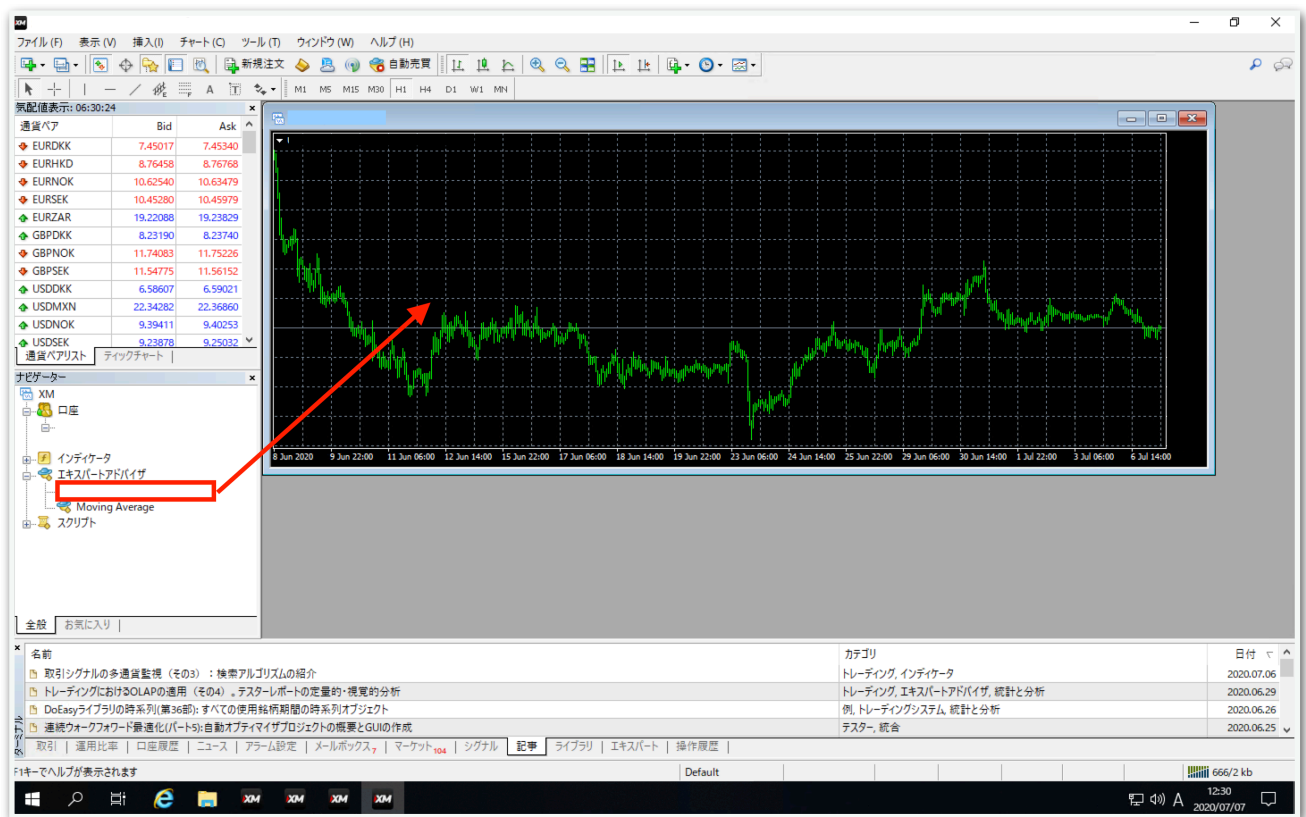 XM
ファイル (F) 表示 (V) 挿入(I) チャート (C) ツール (T) ウィンドウ (W) ヘルプ (H)
新規注文 自動売買
A T M1 M5 M15 M30 H1 H4 D1 W1 MN
気配値表示: 06:30:24
通貨ペア Bid Ask
EURDKK 7.45017 7.45340
EURHKD 8.76458 8.76768
EURNOK 10.62540 10.63479
EURSEK 10.45280 10.45979
EURZAR 19.22088 19.23829
GBPDKK 8.23190 8.23740
GBPNOK 11.74083 11.75226
GBPSEK 11.54775 11.56152
USDDKK 6.58607 6.59021
USDMXN 22.34282 22.36860
USDNOK 9.39411 9.40253
USDSEK 9.23878 9.25032
通貨ペアリスト ティックチャート
ナビゲーター
XM
口座
インディケータ
エキスパートアドバイザ
Moving Average
スクリプト
全般 お気に入り
8 Jun 2020 9 Jun 22:00 11 Jun 06:00 12 Jun 14:00 15 Jun 22:00 17 Jun 06:00 18 Jun 14:00 19 Jun 22:00 23 Jun 06:00 24 Jun 14:00 25 Jun 22:00 29 Jun 06:00 30 Jun 14:00 1 Jul 22:00 3 Jul 06:00 6 Jul 14:00
名前 カテゴリ 日付
取引シグナルの多通貨監視（その3）：検索アルゴリズムの紹介 トレーディング, インディケータ 2020.07.06
トレーディングにおけるOLAPの適用（その4）。テスターレポートの定量的・視覚的分析 トレーディング, エキスパートアドバイザ, 統計と分析 2020.06.29
DoEasyライブラリの時系列(第36部): すべての使用銘柄期間の時系列オブジェクト 例, トレーディングシステム, 統計と分析 2020.06.26
連続ウォークフォワード最適化(パート5):自動オプティマイザプロジェクトの概要とGUIの作成 テスター, 統合 2020.06.25
ターミナル
取引 | 運用比率 | 口座履歴 | ニュース | アラーム設定 | メールボックス7 | マーケット104 | シグナル 記事 ライブラリ | エキスパート | 操作履歴 |
F1キーでヘルプが表示されます Default 666/2 kb
XM XM XM XM A 12:30
2020/07/07